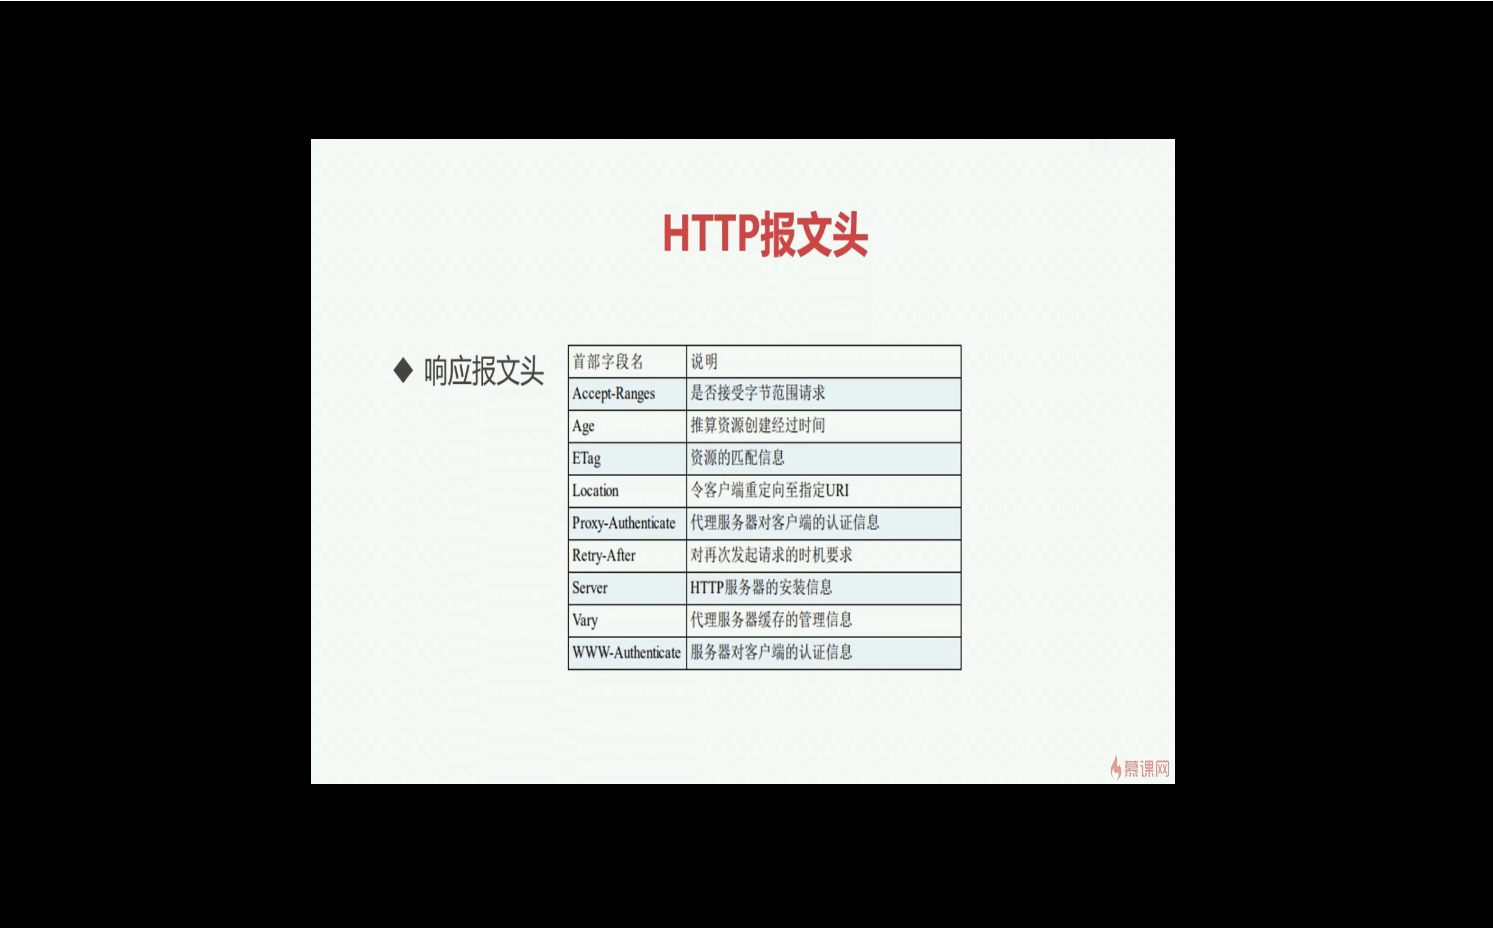 HTTP报文头
响应报文头
首部字段名 说明
Accept-Ranges 是否接受字节范围请求
Age 推算资源创建经过时间
ETag 资源的匹配信息
Location 令客户端重定向至指定URI
Proxy-Authenticate 代理服务器对客户端的认证信息
Retry-After 对再次发起请求的时机要求
Server HTTP服务器的安装信息
Vary 代理服务器缓存的管理信息
WWW-Authenticate 服务器对客户端的认证信息
慕课网